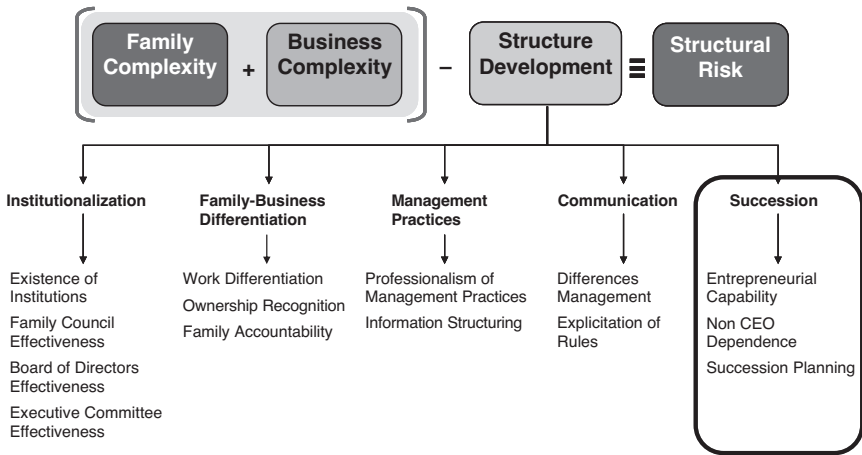 Family
Complexity
+
Business
Complexity
–
Structure
Development
≡
Structural
Risk
Institutionalization
Existence of
Institutions
Family Council
Effectiveness
Board of Directors
Effectiveness
Executive Committee
Effectiveness
Family-Business
Differentiation
Work Differentiation
Ownership Recognition
Family Accountability
Management
Practices
Professionalism of
Management Practices
Information Structuring
Communication
Differences
Management
Explicitation of
Rules
Succession
Entrepreneurial
Capability
Non CEO
Dependence
Succession Planning